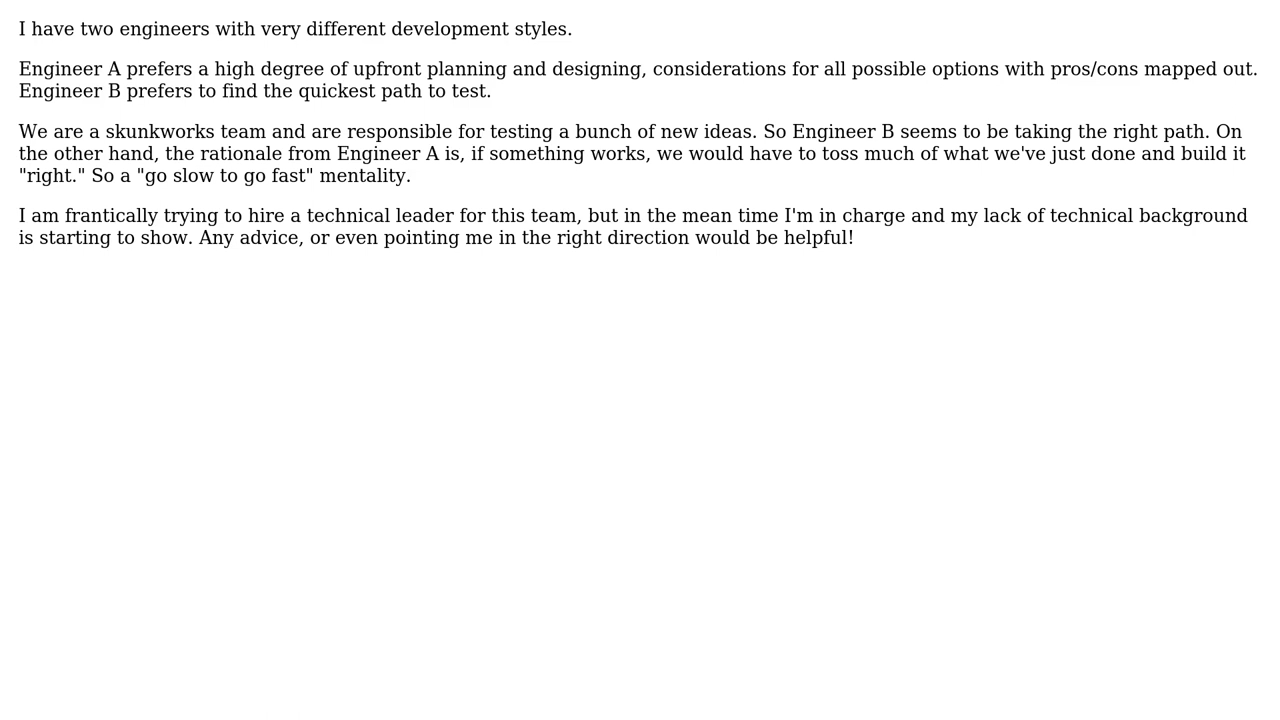 I have two engineers with very different development styles.
Engineer A prefers a high degree of upfront planning and designing, considerations for all possible options with pros/cons mapped out.
Engineer B prefers to find the quickest path to test.
We are a skunkworks team and are responsible for testing a bunch of new ideas. So Engineer B seems to be taking the right path. On
the other hand, the rationale from Engineer A is, if something works, we would have to toss much of what we've just done and build it
"right." So a "go slow to go fast" mentality.
I am frantically trying to hire a technical leader for this team, but in the mean time I'm in charge and my lack of technical background
is starting to show. Any advice, or even pointing me in the right direction would be helpful!